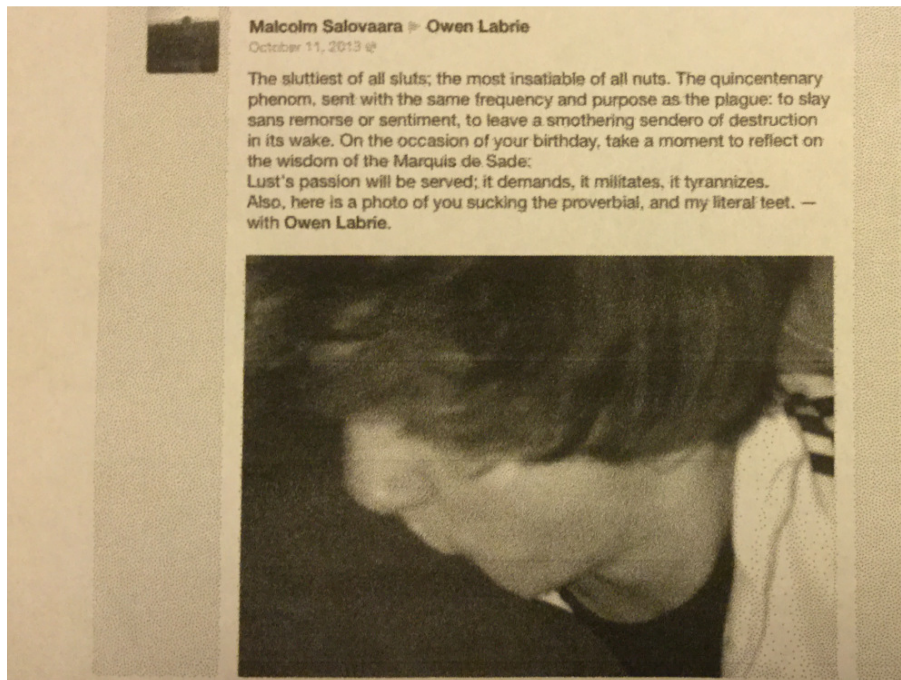 Malcolm Salovaara ▸ Owen Labrie
October 11, 2013
The sluttiest of all sluts; the most insatiable of all nuts. The quincentenary
phenom, sent with the same frequency and purpose as the plague: to slay
sans remorse or sentiment, to leave a smothering sendero of destruction
in its wake. On the occasion of your birthday, take a moment to reflect on
the wisdom of the Marquis de Sade:
Lust's passion will be served; it demands, it militates, it tyrannizes.
Also, here is a photo of you sucking the proverbial, and my literal teet. —
with Owen Labrie.